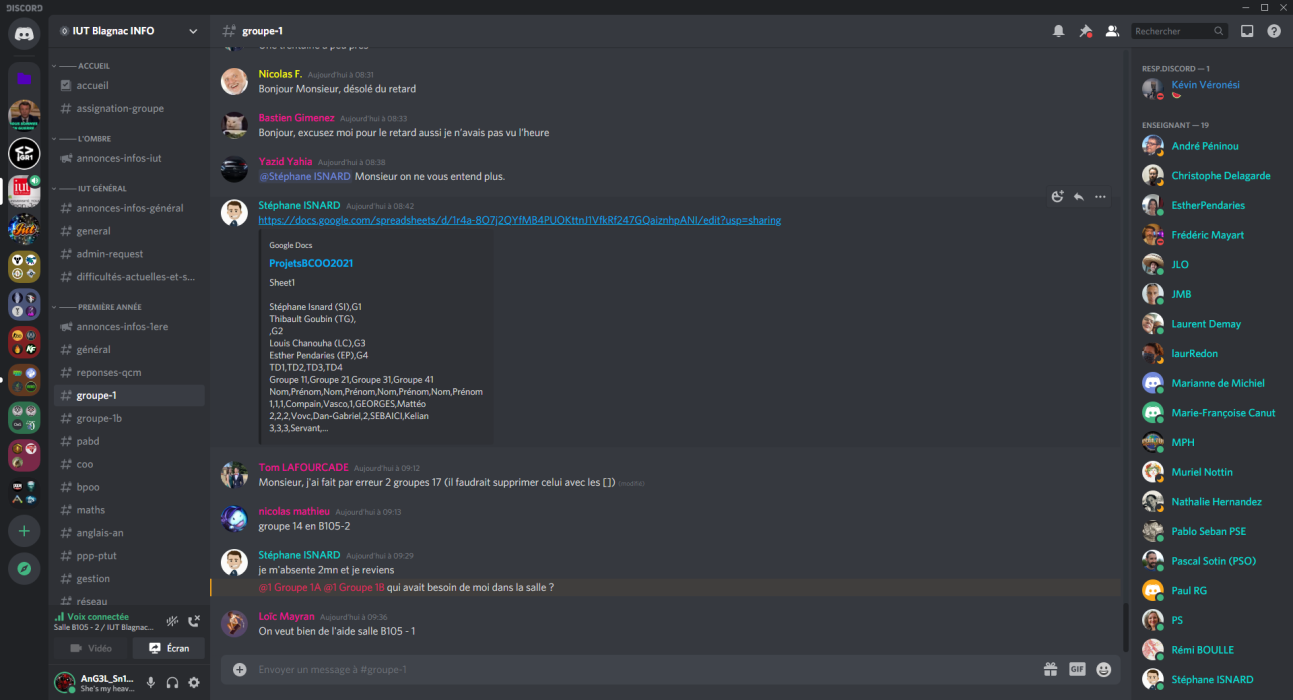 DISCORD
IUT Blagnac INFO
ACCUEIL
accueil
assignation-groupe
L'OMBRE
annonces-infos-iut
IUT GÉNÉRAL
annonces-infos-général
general
admin-request
difficultés-actuelles-et-s...
PREMIÈRE ANNÉE
annonces-infos-1ere
général
reponses-qcm
groupe-1
groupe-1b
pabd
coo
bpoo
maths
anglais-an
ppp-ptut
gestion
réseau
Voix connectée
Salle B105 - 2 / IUT Blagnac...
Vidéo
Écran
AnG3L_Sn1...
She's my heav...
groupe-1
Rechercher
Une trentaine à peu près
Nicolas F. Aujourd'hui à 08:31
Bonjour Monsieur, désolé du retard
Bastien Gimenez Aujourd'hui à 08:33
Bonjour, excusez moi pour le retard aussi je n'avais pas vu l'heure
Yazid Yahia Aujourd'hui à 08:38
@Stéphane ISNARD Monsieur on ne vous entend plus.
Stéphane ISNARD Aujourd'hui à 08:42
https://docs.google.com/spreadsheets/d/1r4a-8O7j2OYfMB4PUOKttnJ1VfkRf247GQaiznhpANI/edit?usp=sharing
Google Docs
ProjetsBCOO2021
Sheet1
Stéphane Isnard (SI),G1
Thibault Goubin (TG),
,G2
Louis Chanouha (LC),G3
Esther Pendaries (EP),G4
TD1,TD2,TD3,TD4
Groupe 11,Groupe 21,Groupe 31,Groupe 41
Nom,Prénom,Nom,Prénom,Nom,Prénom,Nom,Prénom
1,1,1,Compain,Vasco,1,GEORGES,Mattéo
2,2,2,Vovc,Dan-Gabriel,2,SEBAICI,Kelian
3,3,3,Servant,...
Tom LAFOURCADE Aujourd'hui à 09:12
Monsieur, j'ai fait par erreur 2 groupes 17 (il faudrait supprimer celui avec les []) (modifié)
nicolas mathieu Aujourd'hui à 09:13
groupe 14 en B105-2
Stéphane ISNARD Aujourd'hui à 09:29
je m'absente 2mn et je reviens
@1 Groupe 1A @1 Groupe 1B qui avait besoin de moi dans la salle ?
Loïc Mayran Aujourd'hui à 09:36
On veut bien de l'aide salle B105 - 1
Envoyer un message à #groupe-1
GIF
RESP.DISCORD — 1
Kévin Véronési
ENSEIGNANT — 19
André Péninou
Christophe Delagarde
EstherPendaries
Frédéric Mayart
JLO
JMB
Laurent Demay
laurRedon
Marianne de Michiel
Marie-Françoise Canut
MPH
Muriel Nottin
Nathalie Hernandez
Pablo Seban PSE
Pascal Sotin (PSO)
Paul RG
PS
Rémi BOULLE
Stéphane ISNARD